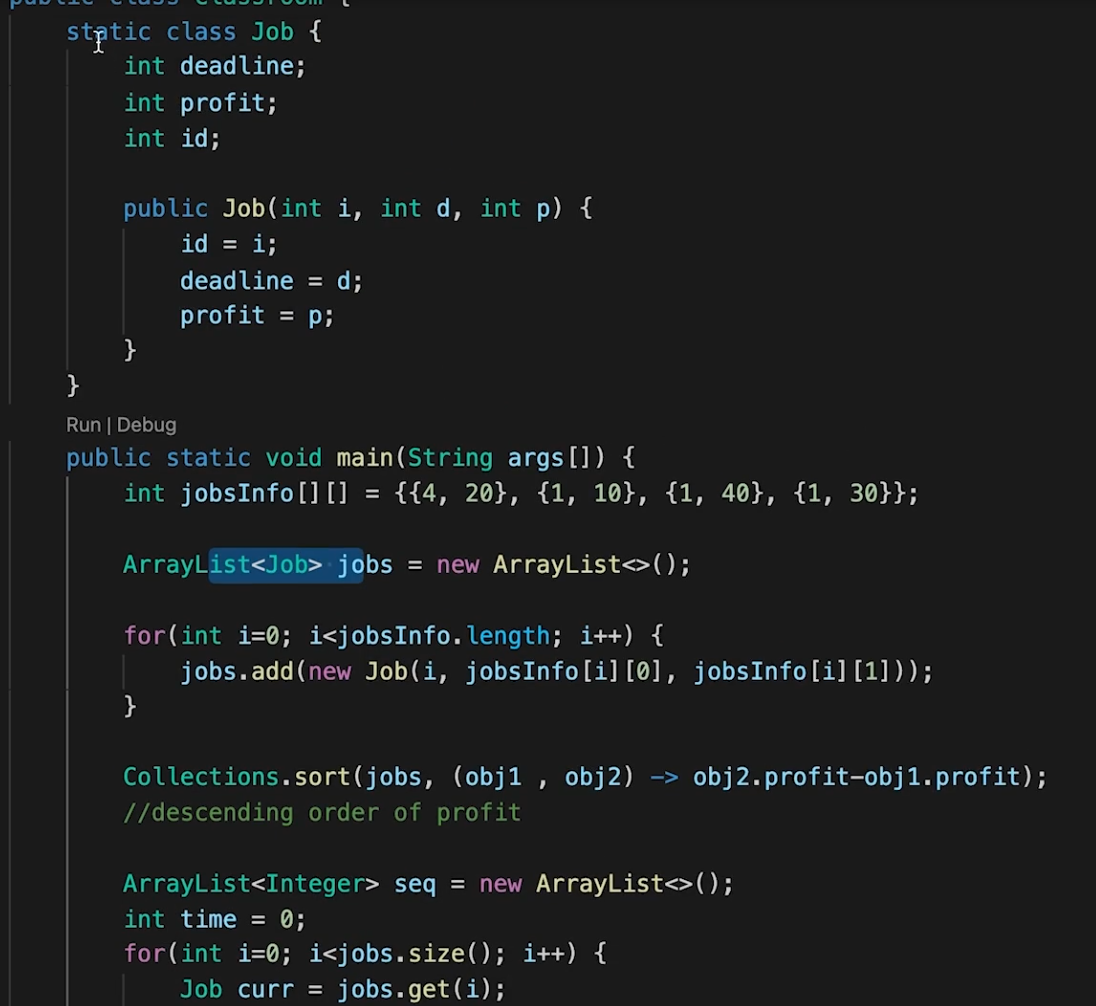 public class Classroom {
static class Job {
int deadline;
int profit;
int id;
public Job(int i, int d, int p) {
id = i;
deadline = d;
profit = p;
}
}
Run | Debug
public static void main(String args[]) {
int jobsInfo[][] = {{4, 20}, {1, 10}, {1, 40}, {1, 30}};
ArrayList<Job> jobs = new ArrayList<>();
for(int i=0; i<jobsInfo.length; i++) {
jobs.add(new Job(i, jobsInfo[i][0], jobsInfo[i][1]));
}
Collections.sort(jobs, (obj1 , obj2) -> obj2.profit-obj1.profit);
//descending order of profit
ArrayList<Integer> seq = new ArrayList<>();
int time = 0;
for(int i=0; i<jobs.size(); i++) {
Job curr = jobs.get(i);